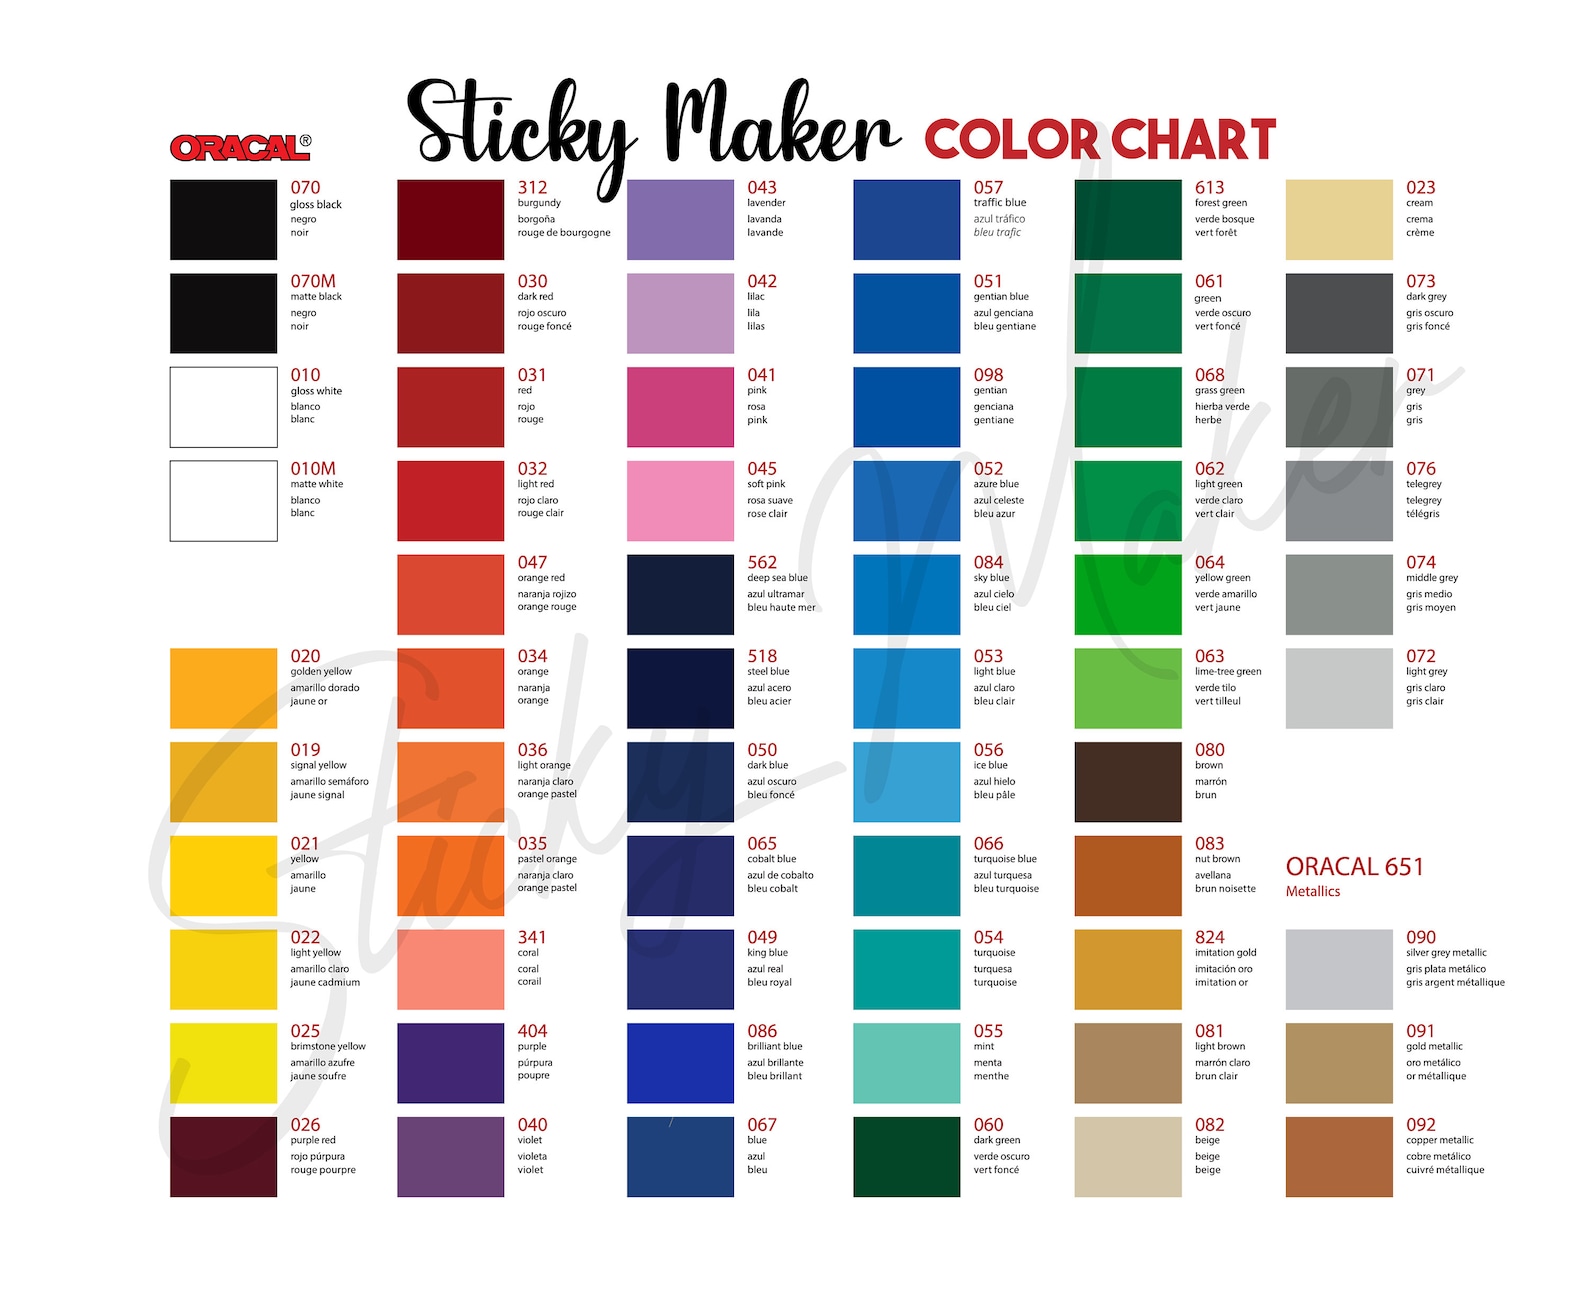 ORACAL®
Sticky Maker COLOR CHART
070
gloss black
negro
noir
070M
matte black
negro
noir
010
gloss white
blanco
blanc
010M
matte white
blanco
blanc
020
golden yellow
amarillo dorado
jaune or
019
signal yellow
amarillo semáforo
jaune signal
021
yellow
amarillo
jaune
022
light yellow
amarillo claro
jaune cadmium
025
brimstone yellow
amarillo azufre
jaune soufre
026
purple red
rojo púrpura
rouge pourpre
312
burgundy
borgoña
rouge de bourgogne
030
dark red
rojo oscuro
rouge foncé
031
red
rojo
rouge
032
light red
rojo claro
rouge clair
047
orange red
naranja rojizo
orange rouge
034
orange
naranja
orange
036
light orange
naranja claro
orange pastel
035
pastel orange
naranja claro
orange pastel
341
coral
coral
corail
404
purple
púrpura
poupre
040
violet
violeta
violet
043
lavender
lavanda
lavande
042
lilac
lila
lilas
041
pink
rosa
pink
045
soft pink
rosa suave
rose clair
562
deep sea blue
azul ultramar
bleu haute mer
518
steel blue
azul acero
bleu acier
050
dark blue
azul oscuro
bleu foncé
065
cobalt blue
azul de cobalto
bleu cobalt
049
king blue
azul real
bleu royal
086
brilliant blue
azul brillante
bleu brillant
067
blue
azul
bleu
057
traffic blue
azul tráfico
bleu trafic
051
gentian blue
azul genciana
bleu gentiane
098
gentian
genciana
gentiane
052
azure blue
azul celeste
bleu azur
084
sky blue
azul cielo
bleu ciel
053
light blue
azul claro
bleu clair
056
ice blue
azul hielo
bleu pâle
066
turquoise blue
azul turquesa
bleu turquoise
054
turquoise
turquesa
turquoise
055
mint
menta
menthe
060
dark green
verde oscuro
vert foncé
613
forest green
verde bosque
vert forêt
061
green
verde oscuro
vert foncé
068
grass green
hierba verde
herbe
062
light green
verde claro
vert clair
064
yellow green
verde amarillo
vert jaune
063
lime-tree green
verde tilo
vert tilleul
080
brown
marrón
brun
083
nut brown
avellana
brun noisette
824
imitation gold
imitación oro
imitation or
081
light brown
marrón claro
brun clair
082
beige
beige
beige
023
cream
crema
crème
073
dark grey
gris oscuro
gris foncé
071
grey
gris
gris
076
telegrey
telegrey
télégris
074
middle grey
gris medio
gris moyen
072
light grey
gris claro
gris clair
ORACAL 651
Metallics
090
silver grey metallic
gris plata metálico
gris argent métallique
091
gold metallic
oro metálico
or métallique
092
copper metallic
cobre metálico
cuivré métallique
Sticky Maker